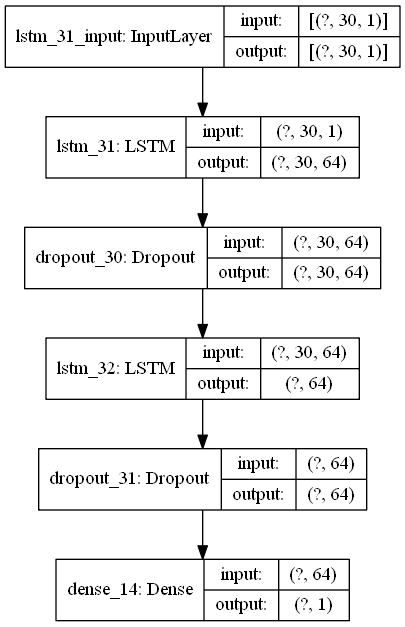 lstm_31_input: InputLayer
input: [(?, 30, 1)]
output: [(?, 30, 1)]
lstm_31: LSTM
input: (?, 30, 1)
output: (?, 30, 64)
dropout_30: Dropout
input: (?, 30, 64)
output: (?, 30, 64)
lstm_32: LSTM
input: (?, 30, 64)
output: (?, 64)
dropout_31: Dropout
input: (?, 64)
output: (?, 64)
dense_14: Dense
input: (?, 64)
output: (?, 1)